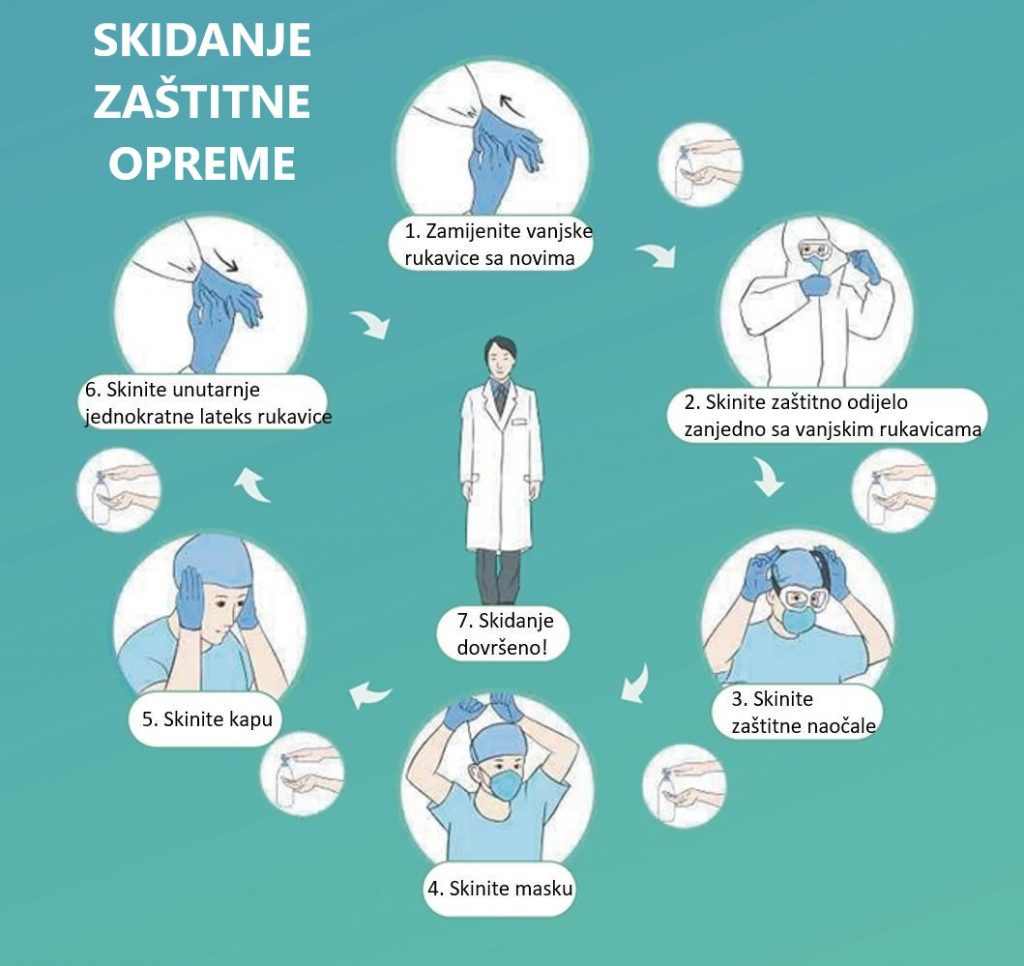 SKIDANJE
ZAŠTITNE
OPREME
1. Zamijenite vanjske
rukavice sa novima
2. Skinite zaštitno odijelo
zanjedno sa vanjskim rukavicama
3. Skinite
zaštitne naočale
4. Skinite masku
5. Skinite kapu
6. Skinite unutarnje
jednokratne lateks rukavice
7. Skidanje
dovršeno!